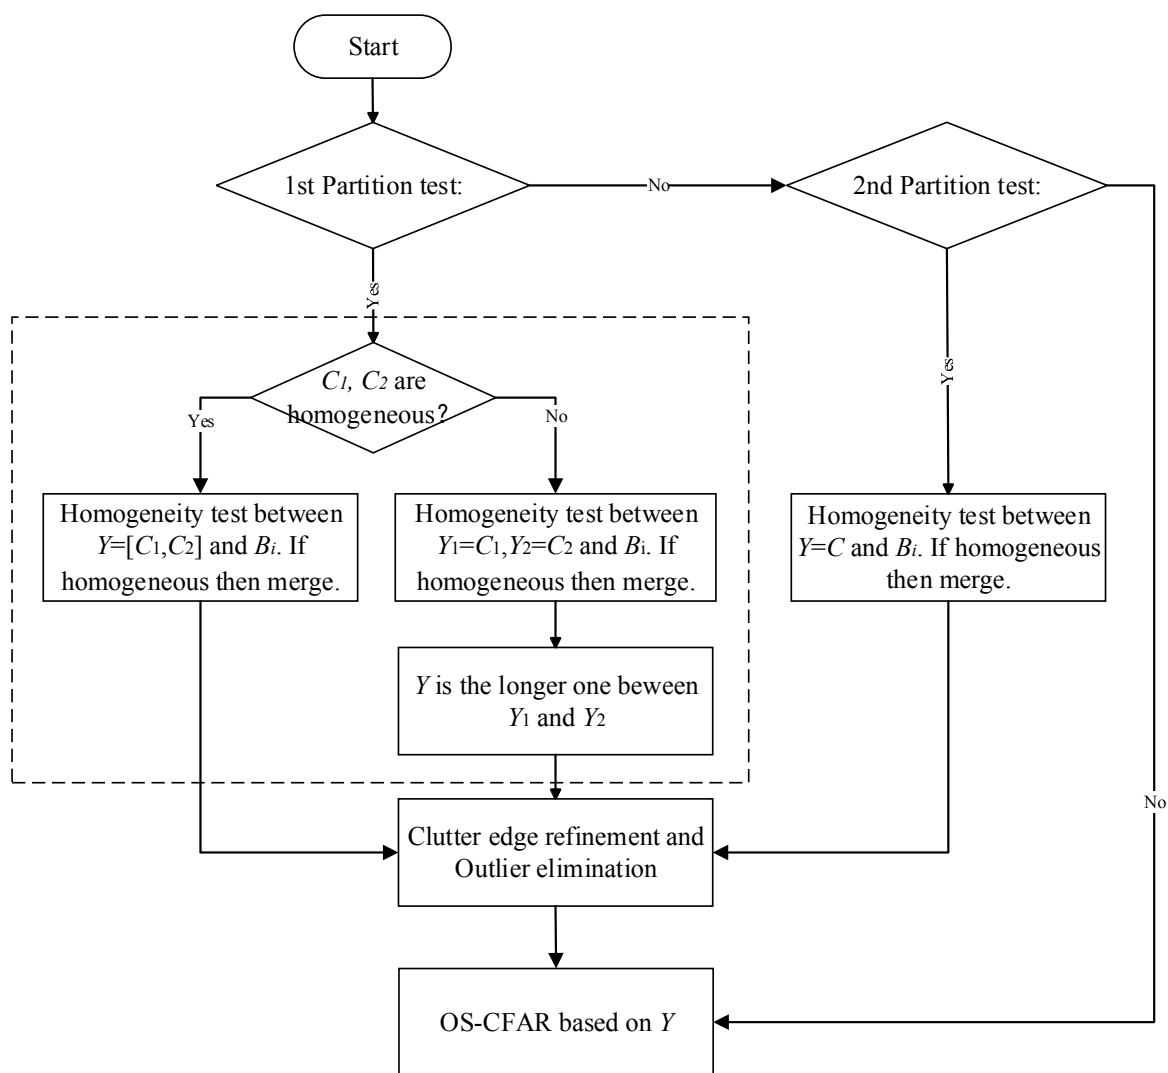 Start
1st Partition test:
No
2nd Partition test:
Yes
C1, C2 are
homogeneous?
Yes
No
Yes
Homogeneity test between
Y=[C1,C2] and Bi. If
homogeneous then merge.
Homogeneity test between
Y1=C1,Y2=C2 and Bi. If
homogeneous then merge.
Homogeneity test between
Y=C and Bi. If homogeneous
then merge.
Y is the longer one beween
Y1 and Y2
No
Clutter edge refinement and
Outlier elimination
OS-CFAR based on Y